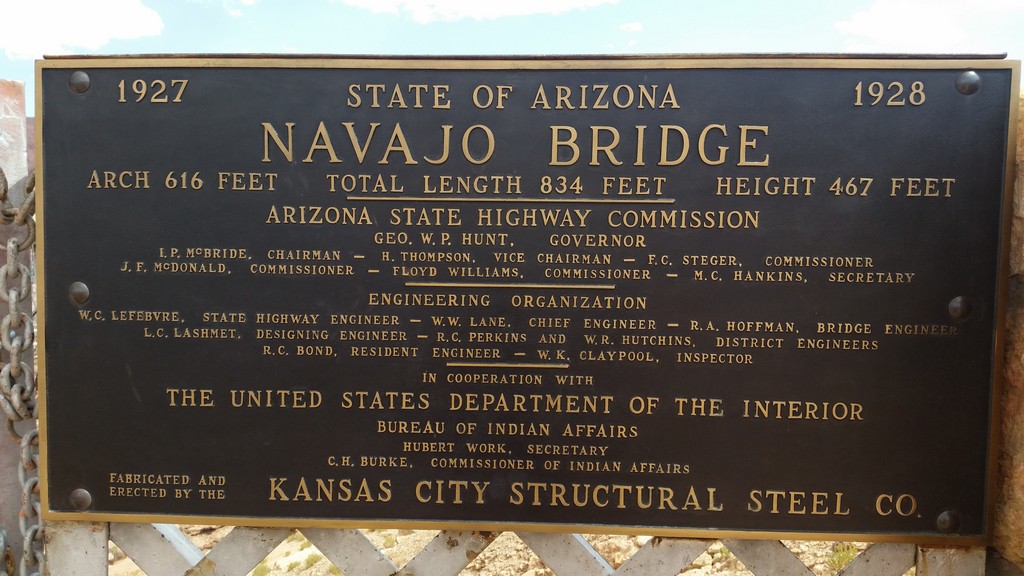 1927 STATE OF ARIZONA 1928
NAVAJO BRIDGE
ARCH 616 FEET TOTAL LENGTH 834 FEET HEIGHT 467 FEET
ARIZONA STATE HIGHWAY COMMISSION
GEO. W. P. HUNT, GOVERNOR
I.P. McBRIDE, CHAIRMAN — H. THOMPSON, VICE CHAIRMAN — F.C. STEGER, COMMISSIONER
J. F. McDONALD, COMMISSIONER — FLOYD WILLIAMS, COMMISSIONER — M.C. HANKINS, SECRETARY
ENGINEERING ORGANIZATION
W.C. LEFEBVRE, STATE HIGHWAY ENGINEER — W.W. LANE, CHIEF ENGINEER — R.A. HOFFMAN, BRIDGE ENGINEER
L.C. LASHMET, DESIGNING ENGINEER — R.C. PERKINS AND W.R. HUTCHINS, DISTRICT ENGINEERS
R.C. BOND, RESIDENT ENGINEER — W.K. CLAYPOOL, INSPECTOR
IN COOPERATION WITH
THE UNITED STATES DEPARTMENT OF THE INTERIOR
BUREAU OF INDIAN AFFAIRS
HUBERT WORK, SECRETARY
C.H. BURKE, COMMISSIONER OF INDIAN AFFAIRS
FABRICATED AND
ERECTED BY THE
KANSAS CITY STRUCTURAL STEEL CO.